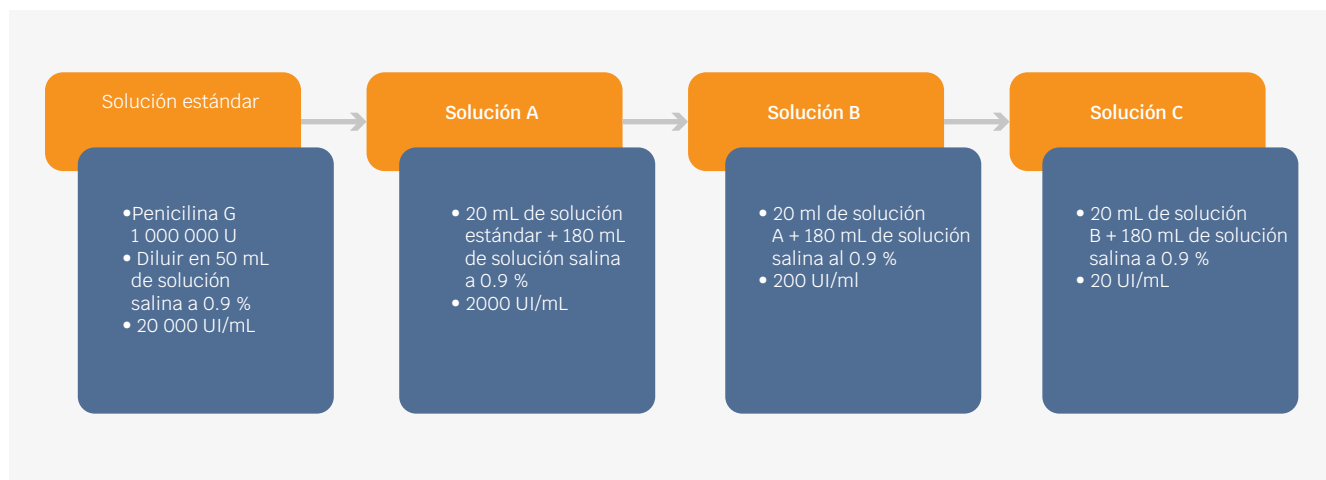 Solución estándar
•Penicilina G
1 000 000 U
• Diluir en 50 mL
de solución
salina a 0.9 %
• 20 000 UI/mL
Solución A
• 20 mL de solución
estándar + 180 mL
de solución salina
a 0.9 %
• 2000 UI/mL
Solución B
• 20 ml de solución
A + 180 mL de solución
salina al 0.9 %
• 200 UI/ml
Solución C
• 20 mL de solución
B + 180 mL de solución
salina a 0.9 %
• 20 UI/mL